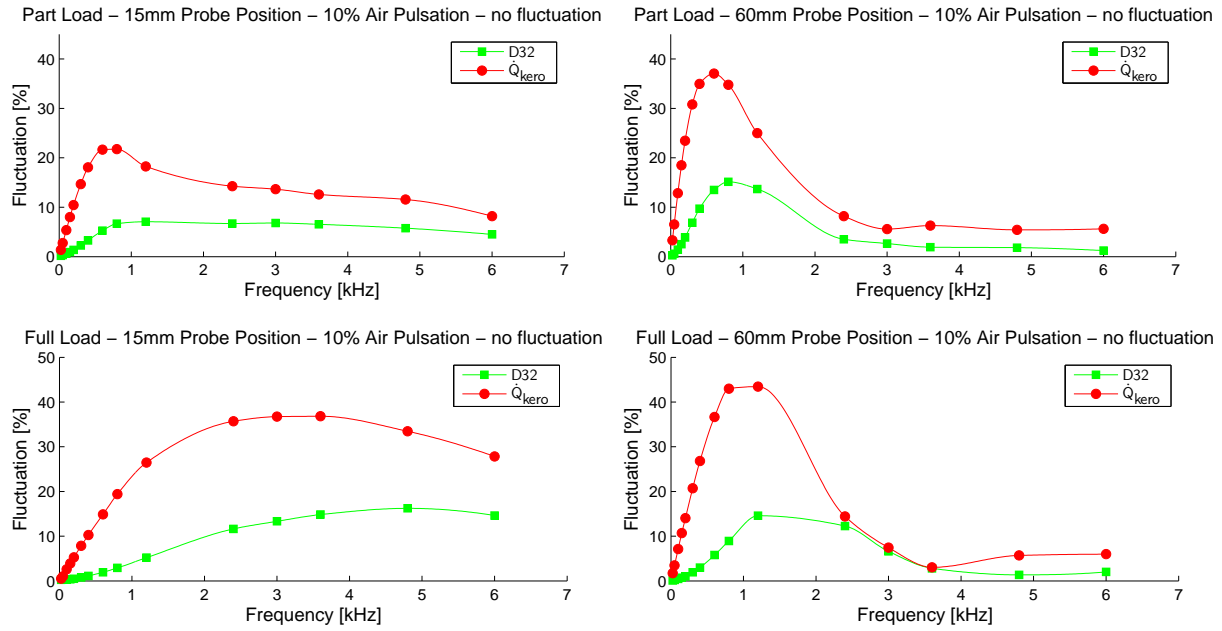 Part Load – 15mm Probe Position – 10% Air Pulsation – no fluctuation
40
30
20
10
0
Fluctuation [%]
D32
Q̇kero
0 1 2 3 4 5 6 7
Frequency [kHz]
Part Load – 60mm Probe Position – 10% Air Pulsation – no fluctuation
40
30
20
10
0
Fluctuation [%]
D32
Q̇kero
0 1 2 3 4 5 6 7
Frequency [kHz]
Full Load – 15mm Probe Position – 10% Air Pulsation – no fluctuation
50
40
30
20
10
0
Fluctuation [%]
D32
Q̇kero
0 1 2 3 4 5 6 7
Frequency [kHz]
Full Load – 60mm Probe Position – 10% Air Pulsation – no fluctuation
50
40
30
20
10
0
Fluctuation [%]
D32
Q̇kero
0 1 2 3 4 5 6 7
Frequency [kHz]